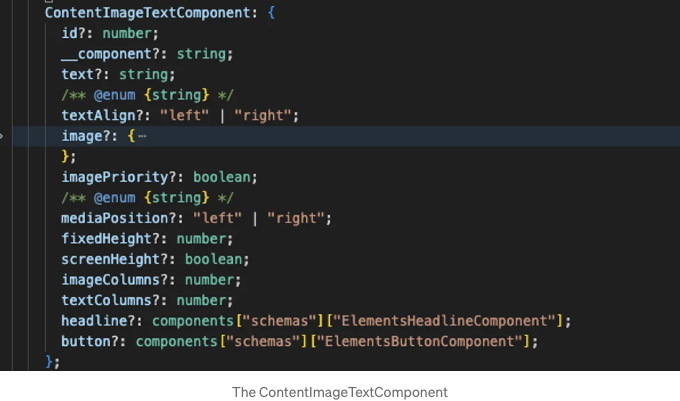 ContentImageTextComponent: {
id?: number;
__component?: string;
text?: string;
/** @enum {string} */
textAlign?: "left" | "right";
image?: {⋯
};
imagePriority?: boolean;
/** @enum {string} */
mediaPosition?: "left" | "right";
fixedHeight?: number;
screenHeight?: boolean;
imageColumns?: number;
textColumns?: number;
headline?: components["schemas"]["ElementsHeadlineComponent"];
button?: components["schemas"]["ElementsButtonComponent"];
};
The ContentImageTextComponent